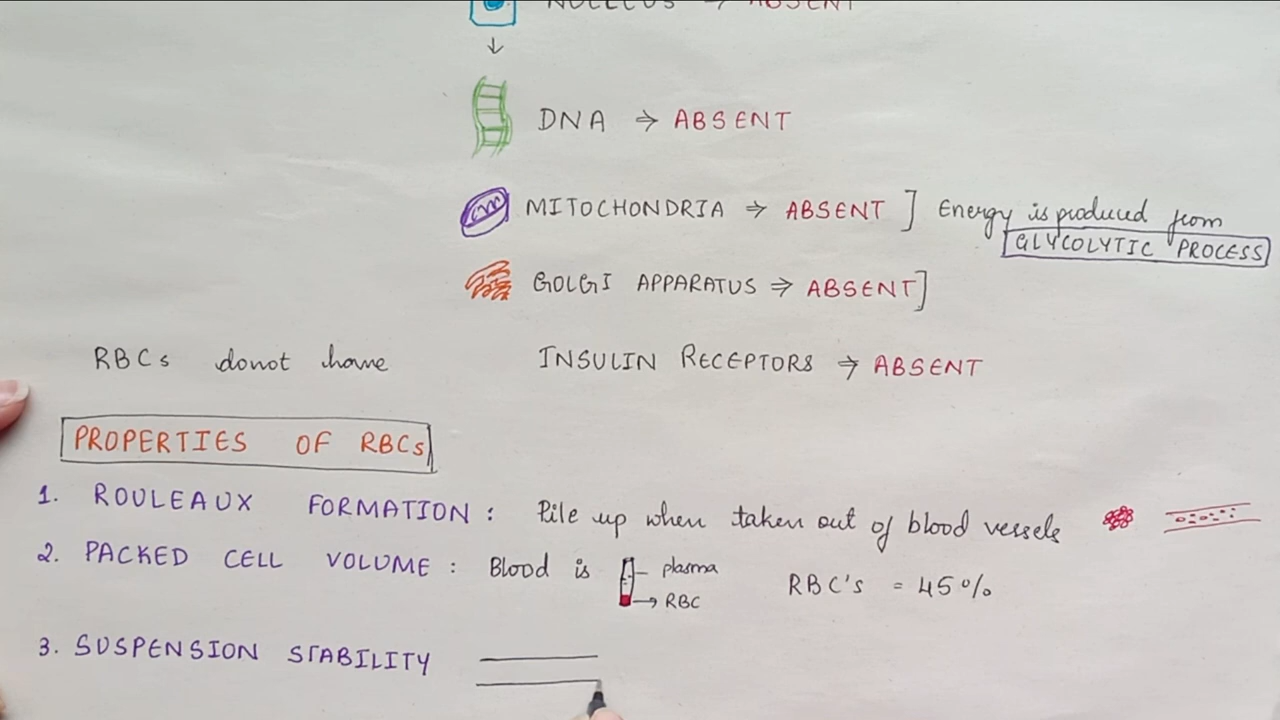 NUCLEUS → ABSENT
↓
DNA ⇒ ABSENT
MITOCHONDRIA ⇒ ABSENT ] Energy is produced from
GLYCOLYTIC PROCESS
GOLGI APPARATUS ⇒ ABSENT ]
RBCs donot have INSULIN RECEPTORS ⇒ ABSENT
PROPERTIES OF RBCs
1. ROULEAUX FORMATION : Pile up when taken out of blood vessels
2. PACKED CELL VOLUME : Blood is plasma RBC's = 45%
→ RBC
3. SUSPENSION STABILITY